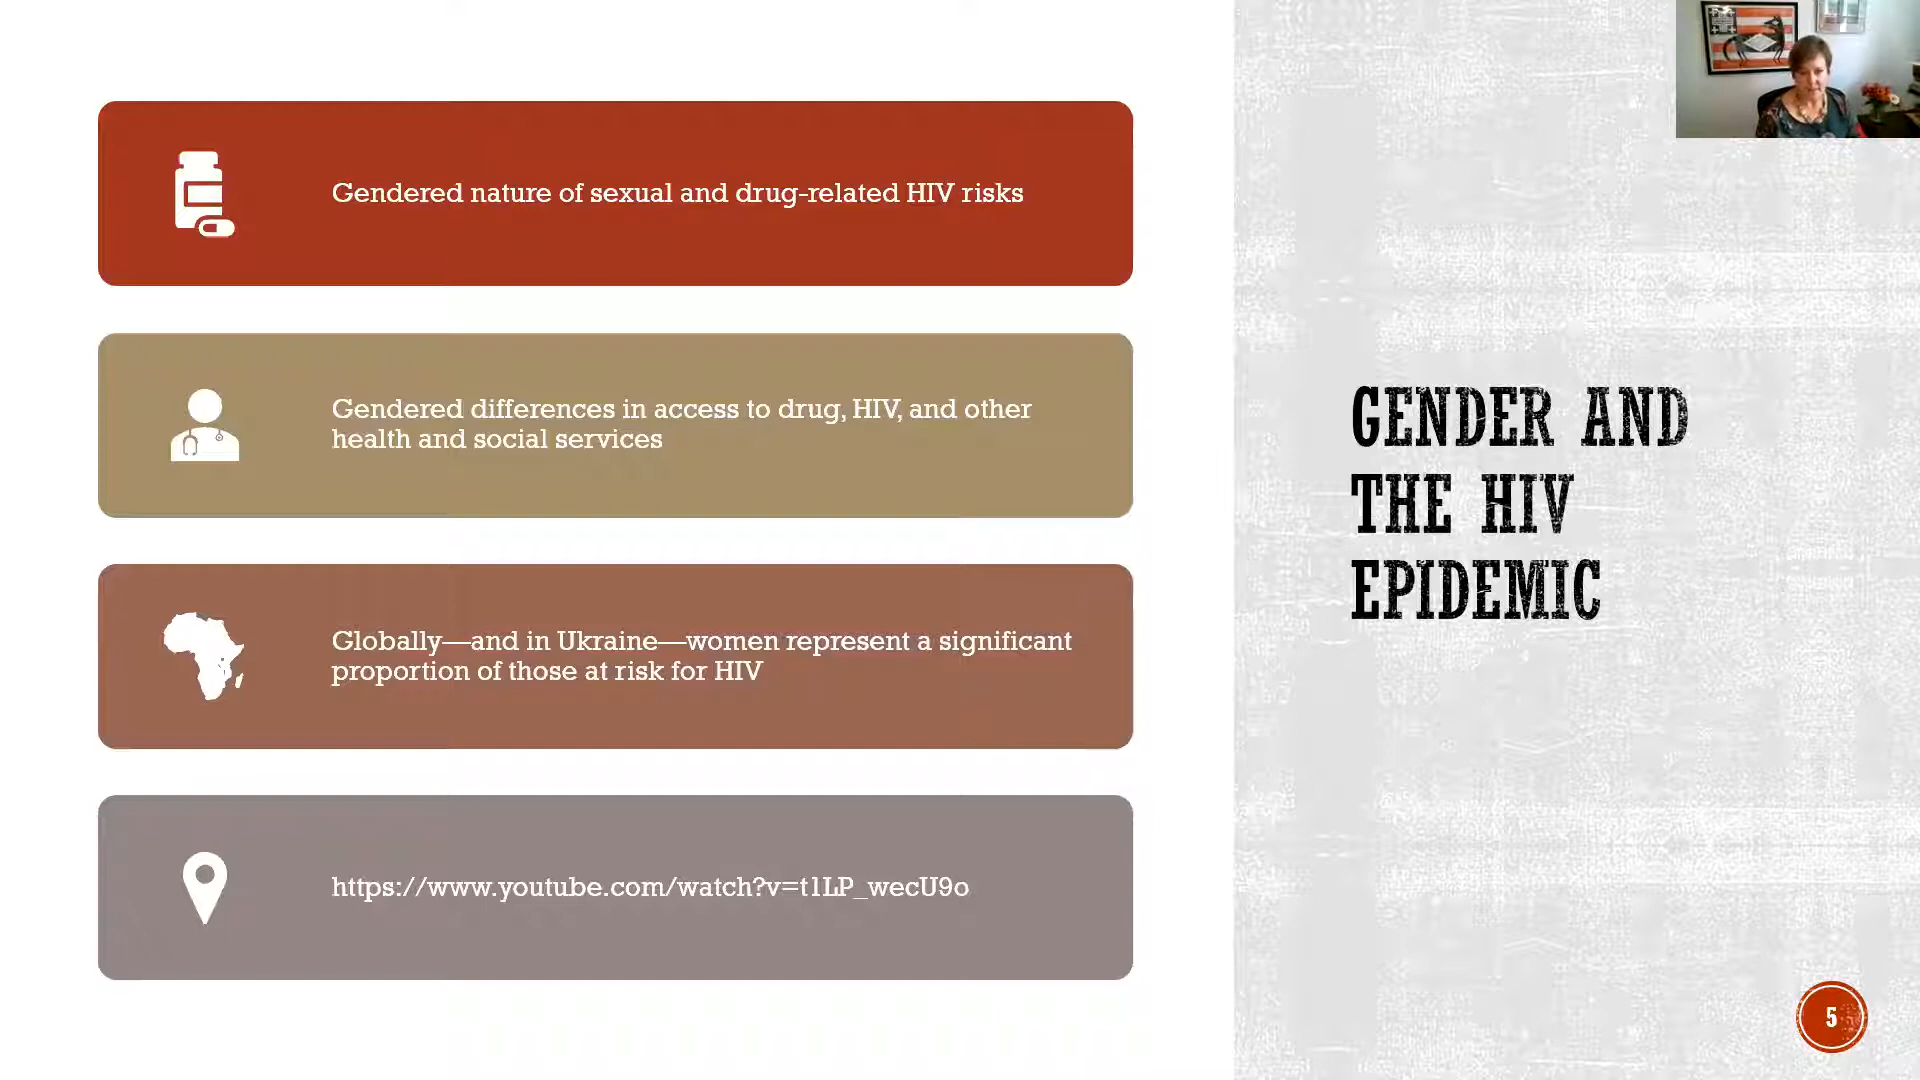 Gendered nature of sexual and drug-related HIV risks
Gendered differences in access to drug, HIV, and other
health and social services
Globally—and in Ukraine—women represent a significant
proportion of those at risk for HIV
https://www.youtube.com/watch?v=t1LP_wecU9o
GENDER AND
THE HIV
EPIDEMIC
5